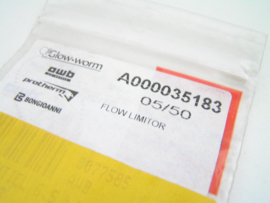 Glow-worm
awb
protherm
BONGIOANNI
A000035183
05/50
FLOW LIMITOR